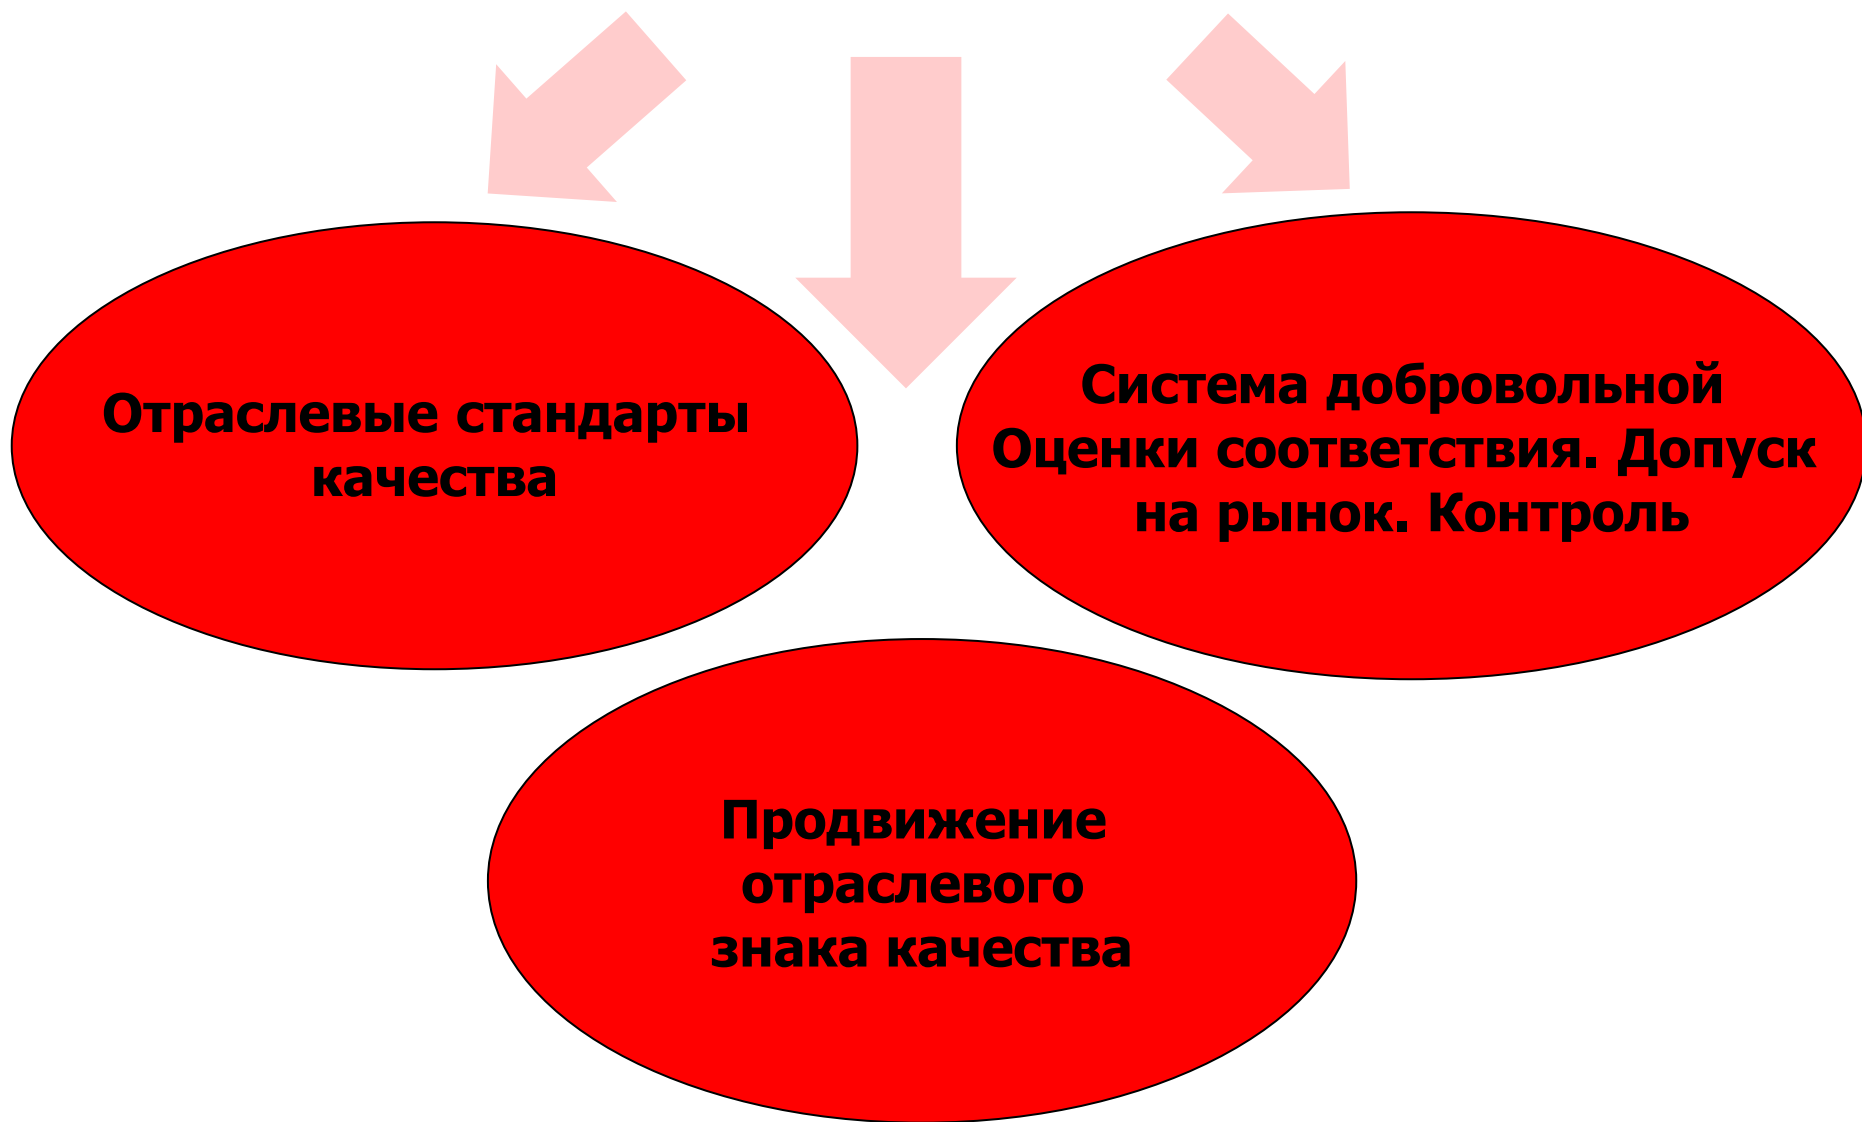 Отраслевые стандарты
качества
Система добровольной
Оценки соответствия. Допуск
на рынок. Контроль
Продвижение
отраслевого
знака качества